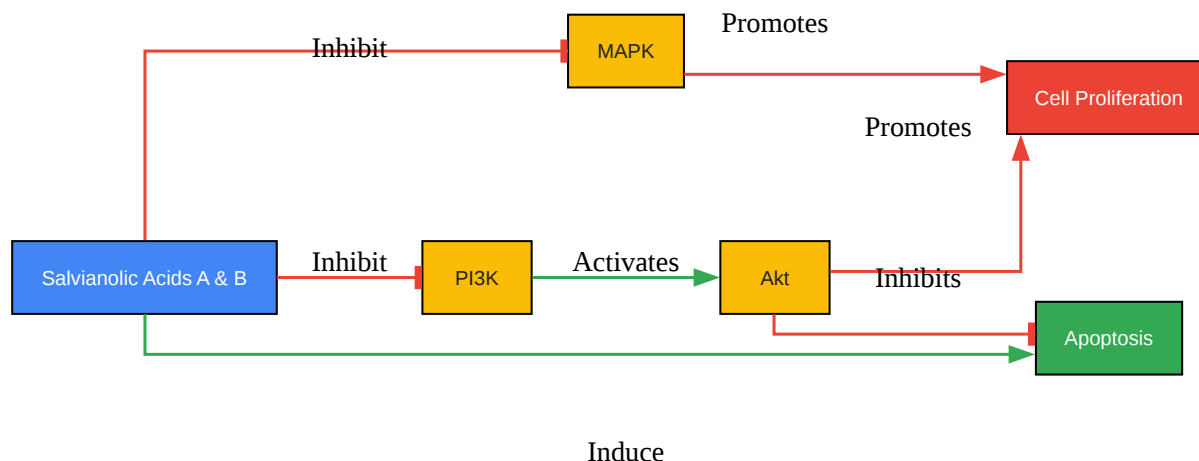 Promotes
Inhibit
MAPK
Cell Proliferation
Promotes
Salvianolic Acids A & B
Inhibit
PI3K
Activates
Akt
Inhibits
Apoptosis
Induce